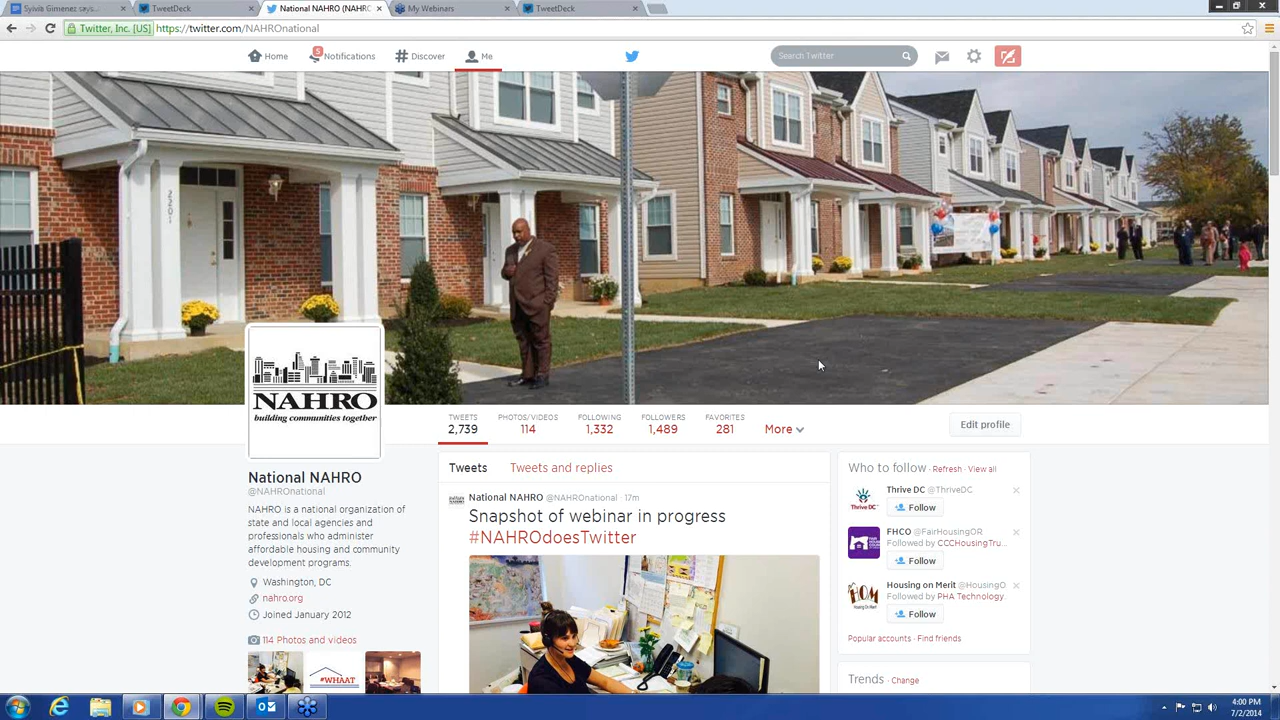 Sylvia Gimenez says...
TweetDeck
National NAHRO (NAHRO
My Webinars
TweetDeck
Twitter, Inc. [US]
https://twitter.com/NAHROnational
Home
5
Notifications
Discover
Me
Search Twitter
2201
NAHRO
building communities together
TWEETS
2,739
PHOTOS/VIDEOS
114
FOLLOWING
1,332
FOLLOWERS
1,489
FAVORITES
281
More
Edit profile
National NAHRO
@NAHROnational
NAHRO is a national organization of
state and local agencies and
professionals who administer
affordable housing and community
development programs.
Washington, DC
nahro.org
Joined January 2012
114 Photos and videos
#WHAAT
Tweets
Tweets and replies
National NAHRO @NAHROnational · 17m
Snapshot of webinar in progress
#NAHROdoesTwitter
Who to follow · Refresh · View all
Thrive DC @ThriveDC
Follow
FHCO @FairHousingOR
Followed by CCCHousingTru...
Follow
Housing on Merit @HousingO
Followed by PHA Technology
Follow
Popular accounts · Find friends
Trends · Change
4:00 PM
7/2/2014